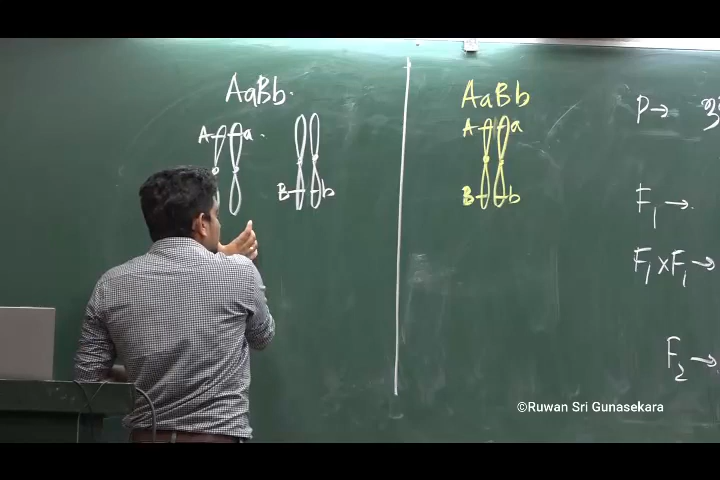 AaBb.
A a.
B b
AaBb
A a
B b
P→
F₁→.
F₁×F₁→
F₂→
©Ruwan Sri Gunasekara